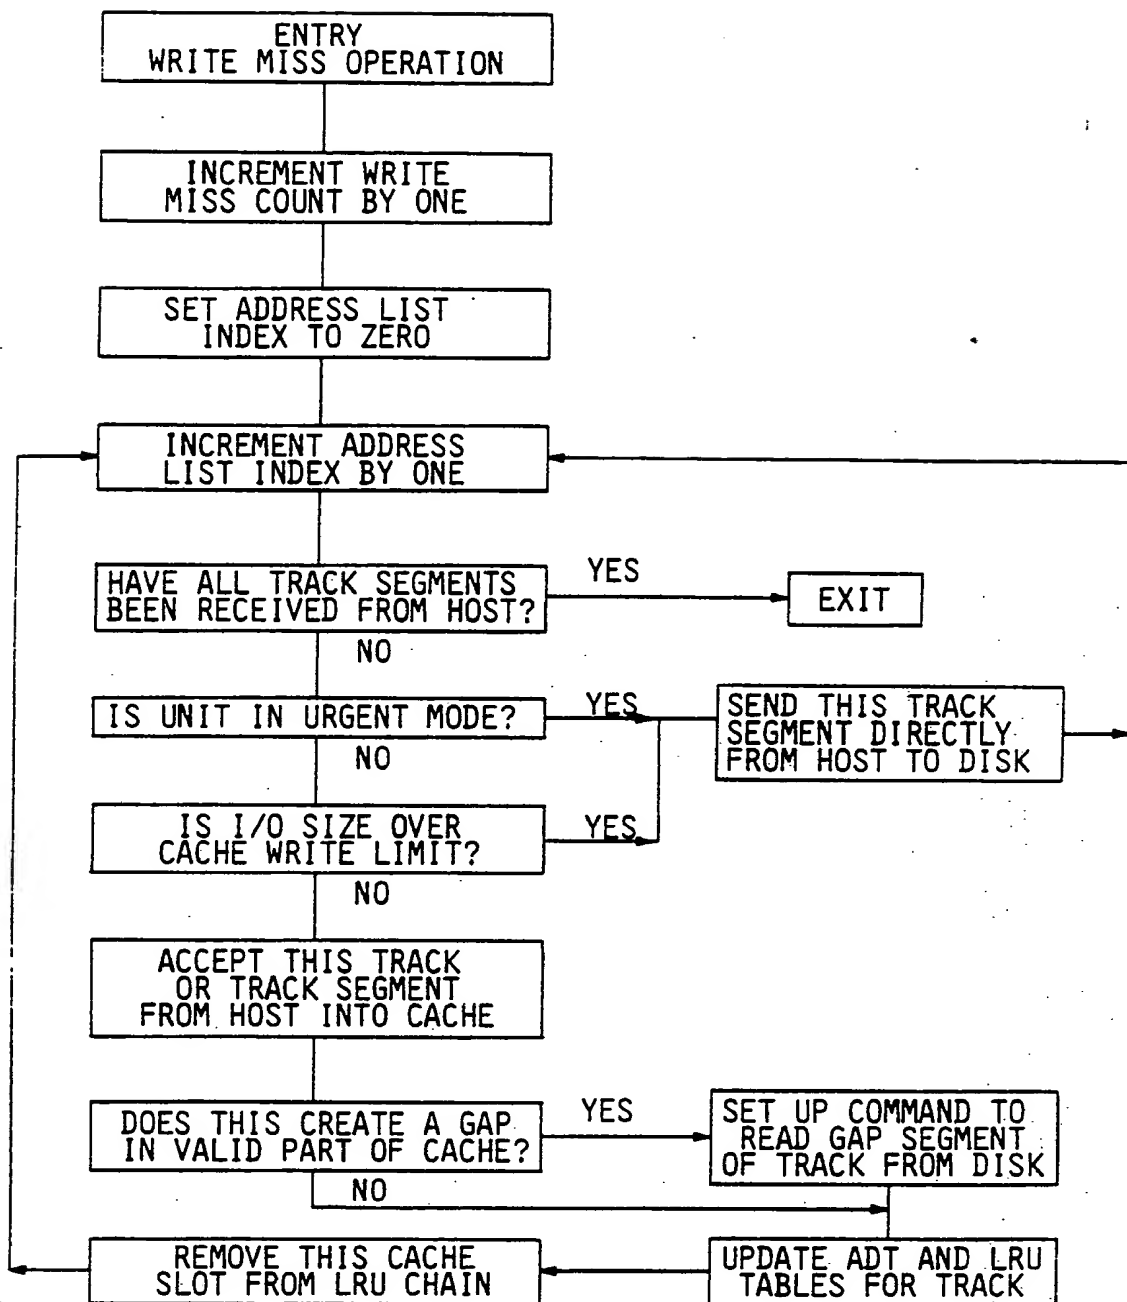 ENTRY
WRITE MISS OPERATION
INCREMENT WRITE
MISS COUNT BY ONE
SET ADDRESS LIST
INDEX TO ZERO
INCREMENT ADDRESS
LIST INDEX BY ONE
HAVE ALL TRACK SEGMENTS
BEEN RECEIVED FROM HOST?
YES
EXIT
NO
IS UNIT IN URGENT MODE?
YES
SEND THIS TRACK
SEGMENT DIRECTLY
FROM HOST TO DISK
NO
IS I/O SIZE OVER
CACHE WRITE LIMIT?
YES
NO
ACCEPT THIS TRACK
OR TRACK SEGMENT
FROM HOST INTO CACHE
DOES THIS CREATE A GAP
IN VALID PART OF CACHE?
YES
SET UP COMMAND TO
READ GAP SEGMENT
OF TRACK FROM DISK
NO
REMOVE THIS CACHE
SLOT FROM LRU CHAIN
UPDATE ADT AND LRU
TABLES FOR TRACK